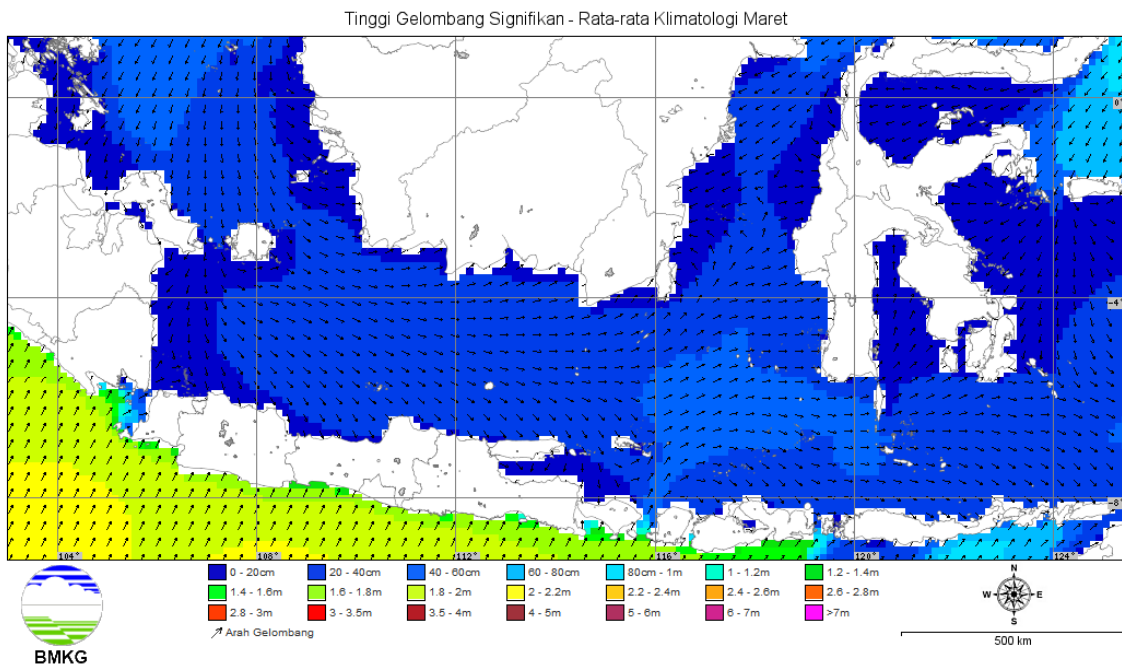 Tinggi Gelombang Signifikan - Rata-rata Klimatologi Maret
0°
-4°
-8°
104° 108° 112° 116° 120° 124°
0 - 20cm 20 - 40cm 40 - 60cm 60 - 80cm 80cm - 1m 1 - 1.2m 1.2 - 1.4m
1.4 - 1.6m 1.6 - 1.8m 1.8 - 2m 2 - 2.2m 2.2 - 2.4m 2.4 - 2.6m 2.6 - 2.8m
2.8 - 3m 3 - 3.5m 3.5 - 4m 4 - 5m 5 - 6m 6 - 7m >7m
Arah Gelombang
BMKG
N
W E
S
500 km